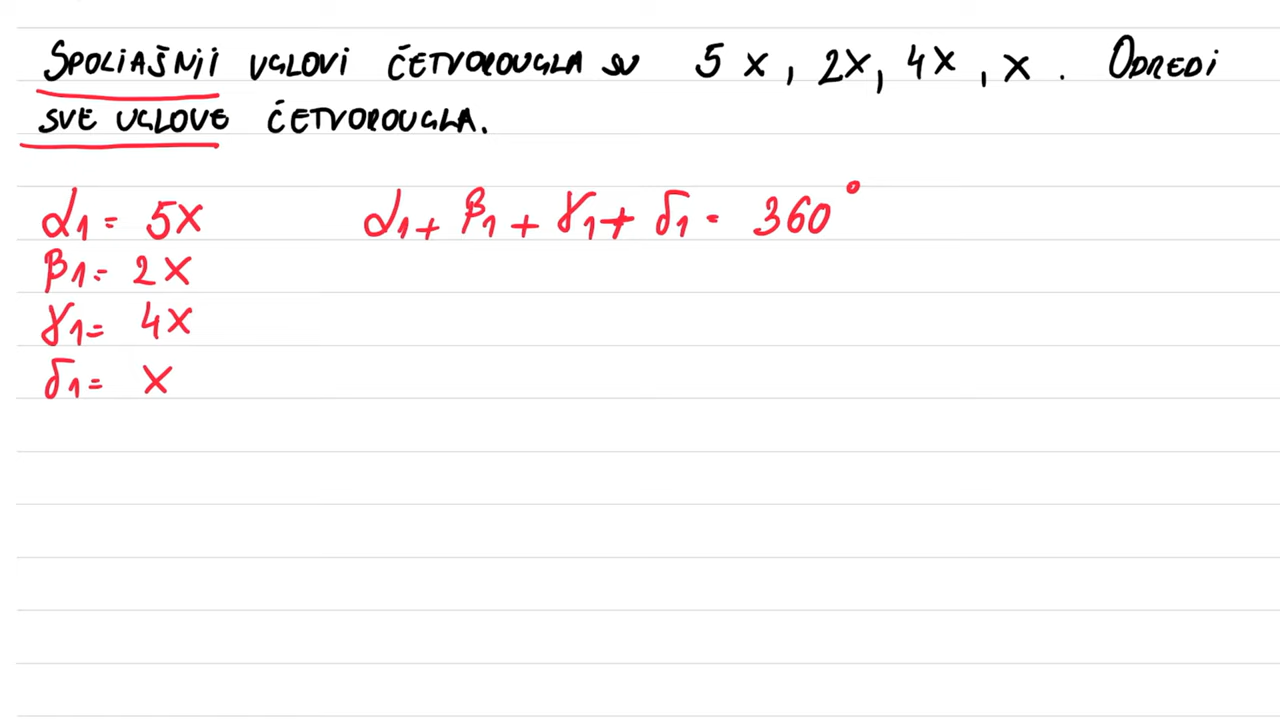 SPOLJAŠNJI UGLOVI ČETVOROUGLA SU 5x, 2x, 4x, x. ODREDI
SVE UGLOVE ČETVOROUGLA.
α1 = 5x α1 + β1 + γ1 + δ1 = 360°
β1 = 2x
γ1 = 4x
δ1 = x